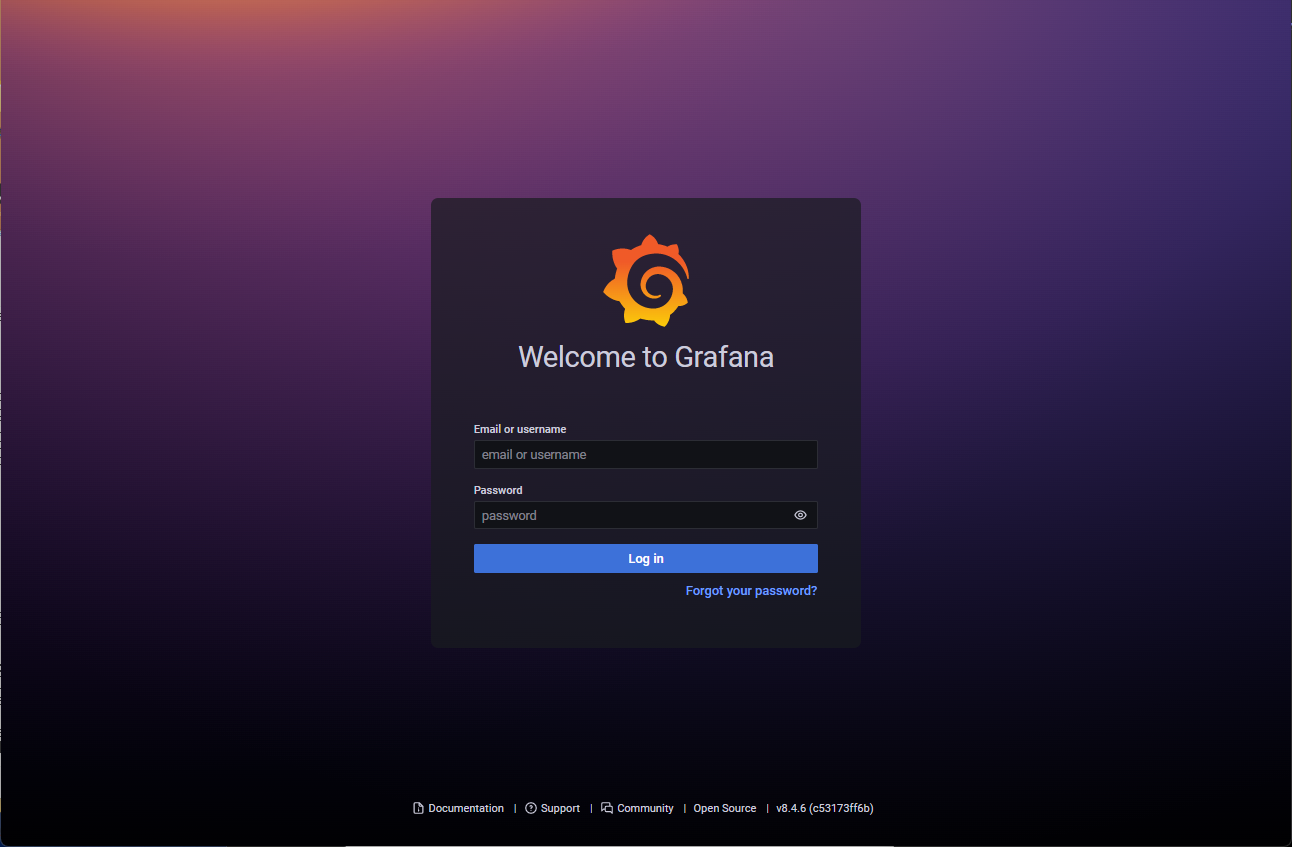 Welcome to Grafana
Email or username
email or username
Password
password
Log in
Forgot your password?
Documentation | Support | Community | Open Source | v8.4.6 (c53173ff6b)